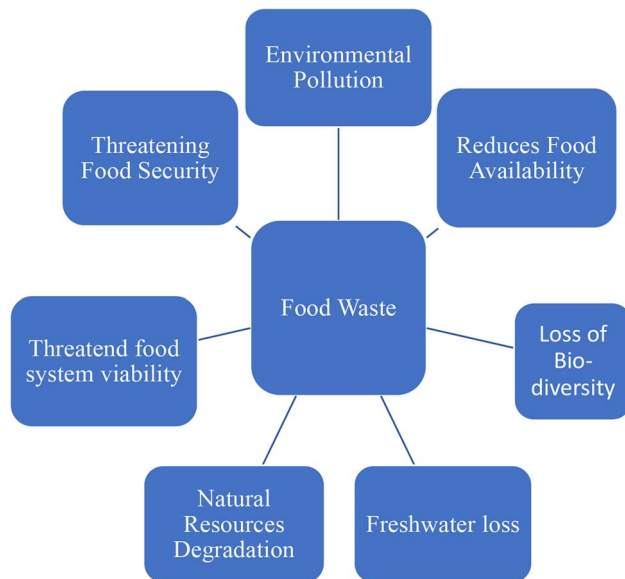 Environmental
Pollution
Threatening
Food Security
Reduces Food
Availability
Food Waste
Threatend food
system viability
Loss of
Bio-
diversity
Natural
Resources
Degradation
Freshwater loss